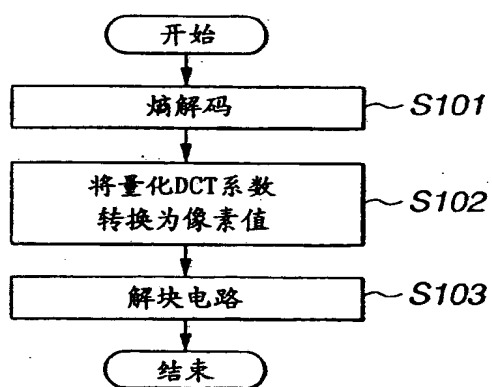 开始
熵解码
S101
将量化DCT系数
转换为像素值
S102
解块电路
S103
结束